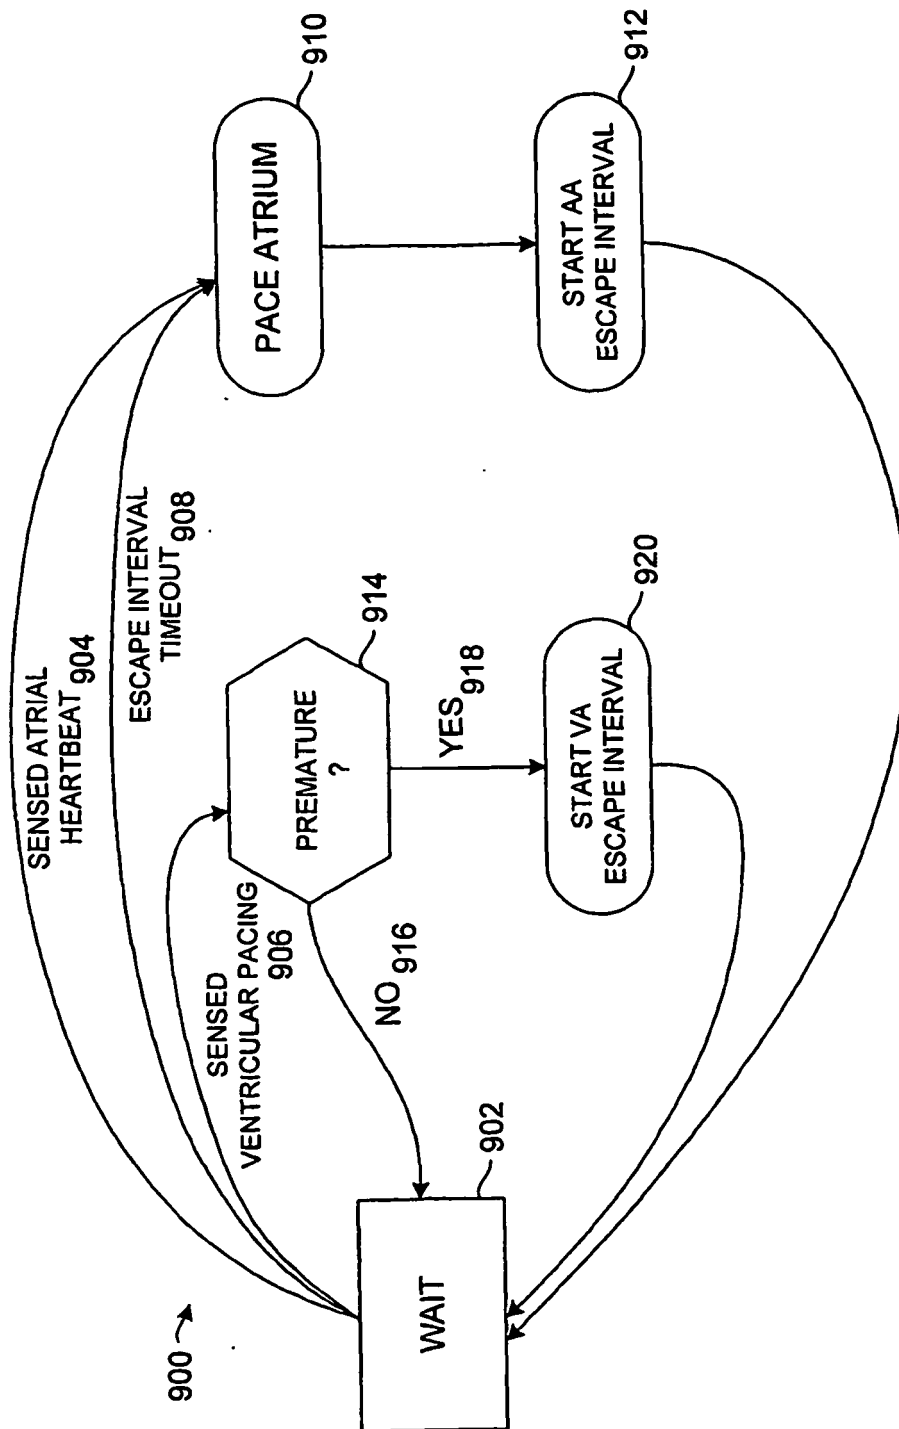 900
SENSED ATRIAL
HEARTBEAT 904
ESCAPE INTERVAL
TIMEOUT 908
SENSED
VENTRICULAR PACING
906
PREMATURE
?
914
NO 916
YES 918
WAIT
902
START VA
ESCAPE INTERVAL
920
PACE ATRIUM
910
START AA
ESCAPE INTERVAL
912